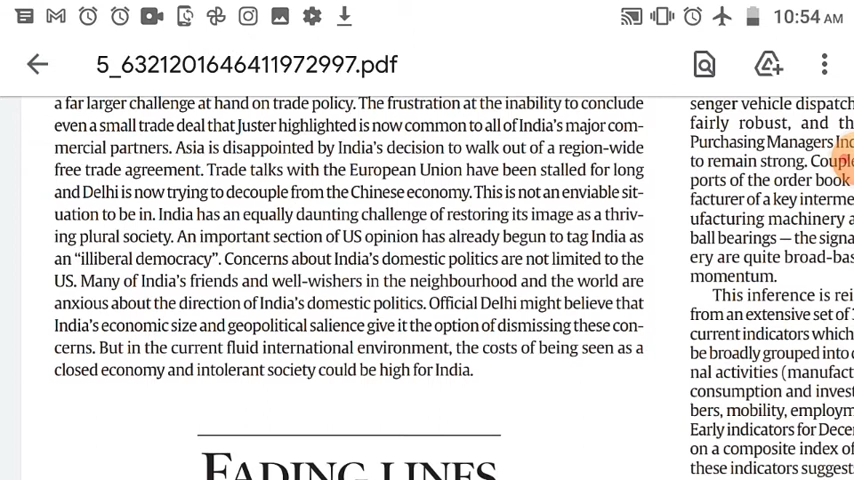 10:54 AM
5_6321201646411972997.pdf
a far larger challenge at hand on trade policy. The frustration at the inability to conclude
even a small trade deal that Juster highlighted is now common to all of India's major com-
mercial partners. Asia is disappointed by India's decision to walk out of a region-wide
free trade agreement. Trade talks with the European Union have been stalled for long
and Delhi is now trying to decouple from the Chinese economy. This is not an enviable sit-
uation to be in. India has an equally daunting challenge of restoring its image as a thriv-
ing plural society. An important section of US opinion has already begun to tag India as
an "illiberal democracy". Concerns about India's domestic politics are not limited to the
US. Many of India's friends and well-wishers in the neighbourhood and the world are
anxious about the direction of India's domestic politics. Official Delhi might believe that
India's economic size and geopolitical salience give it the option of dismissing these con-
cerns. But in the current fluid international environment, the costs of being seen as a
closed economy and intolerant society could be high for India.
FADING LINES
senger vehicle dispatch
fairly robust, and th
Purchasing Managers Ind
to remain strong. Couple
ports of the order book
facturer of a key interme
ufacturing machinery a
ball bearings — the signa
ery are quite broad-bas
momentum.
This inference is rei
from an extensive set of
current indicators which
be broadly grouped into
nal activities (manufact
consumption and invest
bers, mobility, employm
Early indicators for Dece
on a composite index of
these indicators suggest